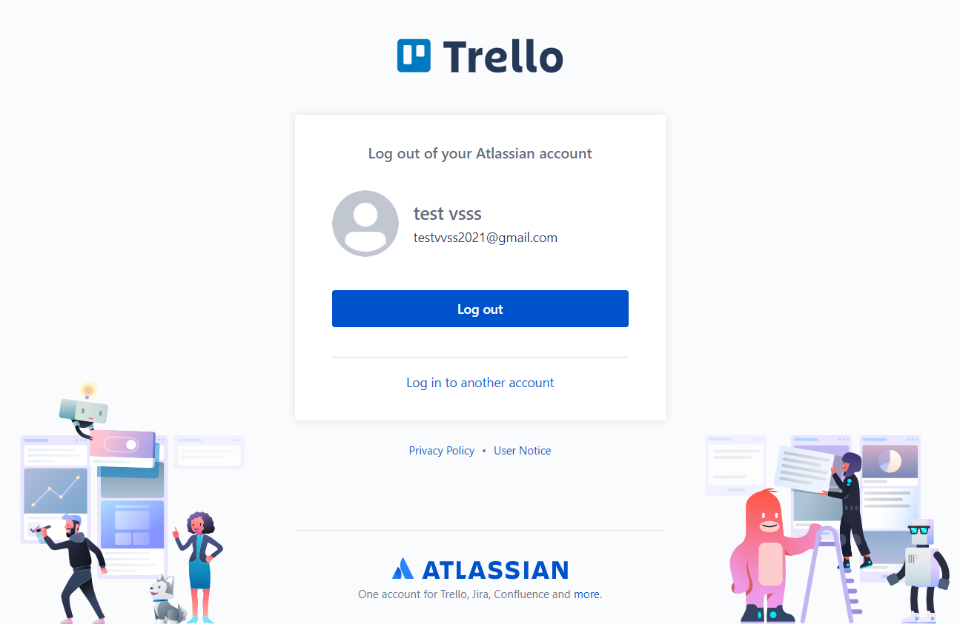 Trello
Log out of your Atlassian account
test vsss
testvvss2021@gmail.com
Log out
Log in to another account
Privacy Policy • User Notice
ATLASSIAN
One account for Trello, Jira, Confluence and more.